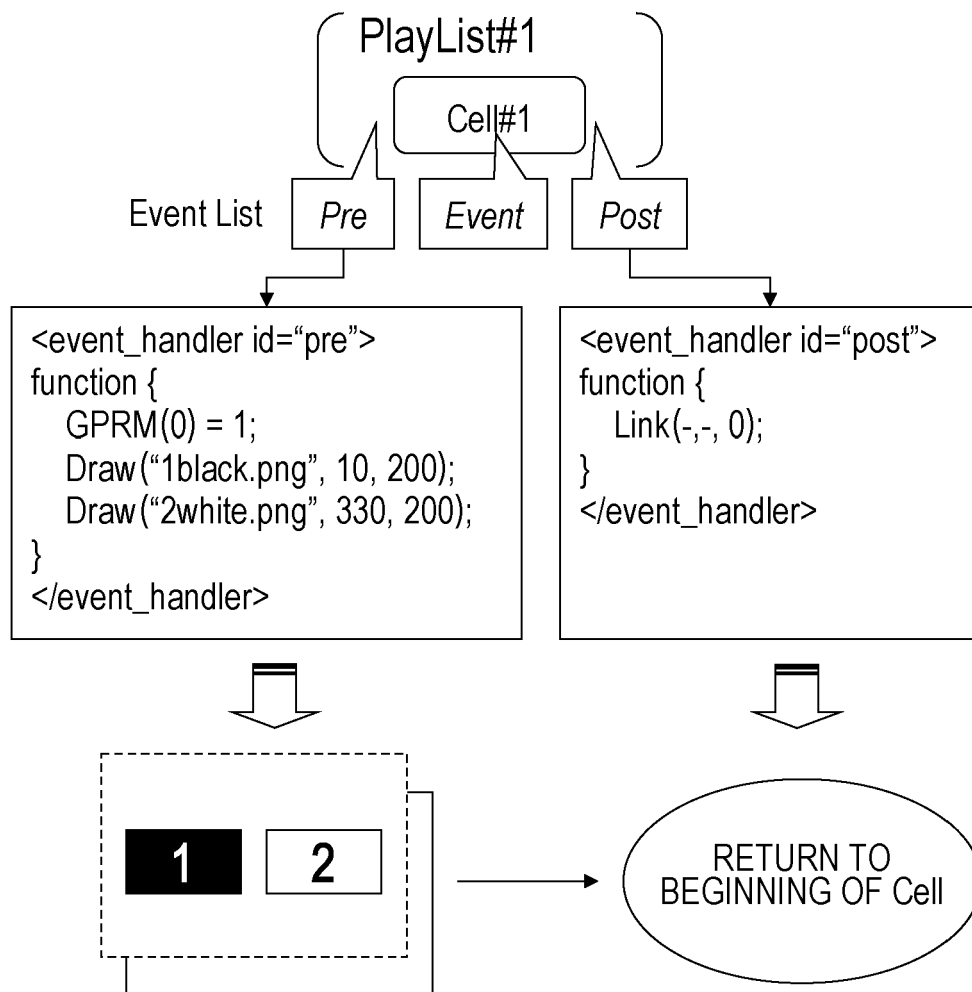 PlayList#1
Cell#1
Event List
Pre
Event
Post
<event_handler id=“pre”>
function {
GPRM(0) = 1;
Draw(“1black.png”, 10, 200);
Draw(“2white.png”, 330, 200);
}
</event_handler>
<event_handler id=“post”>
function {
Link(-,-, 0);
}
</event_handler>
1
2
RETURN TO
BEGINNING OF Cell